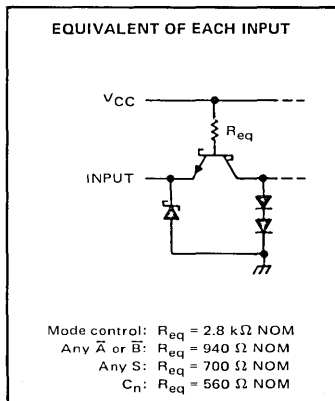 EQUIVALENT OF EACH INPUT
VCC
Req
INPUT
Mode control: Req = 2.8 kΩ NOM
Any A̅ or B̅: Req = 940 Ω NOM
Any S: Req = 700 Ω NOM
Cn: Req = 560 Ω NOM